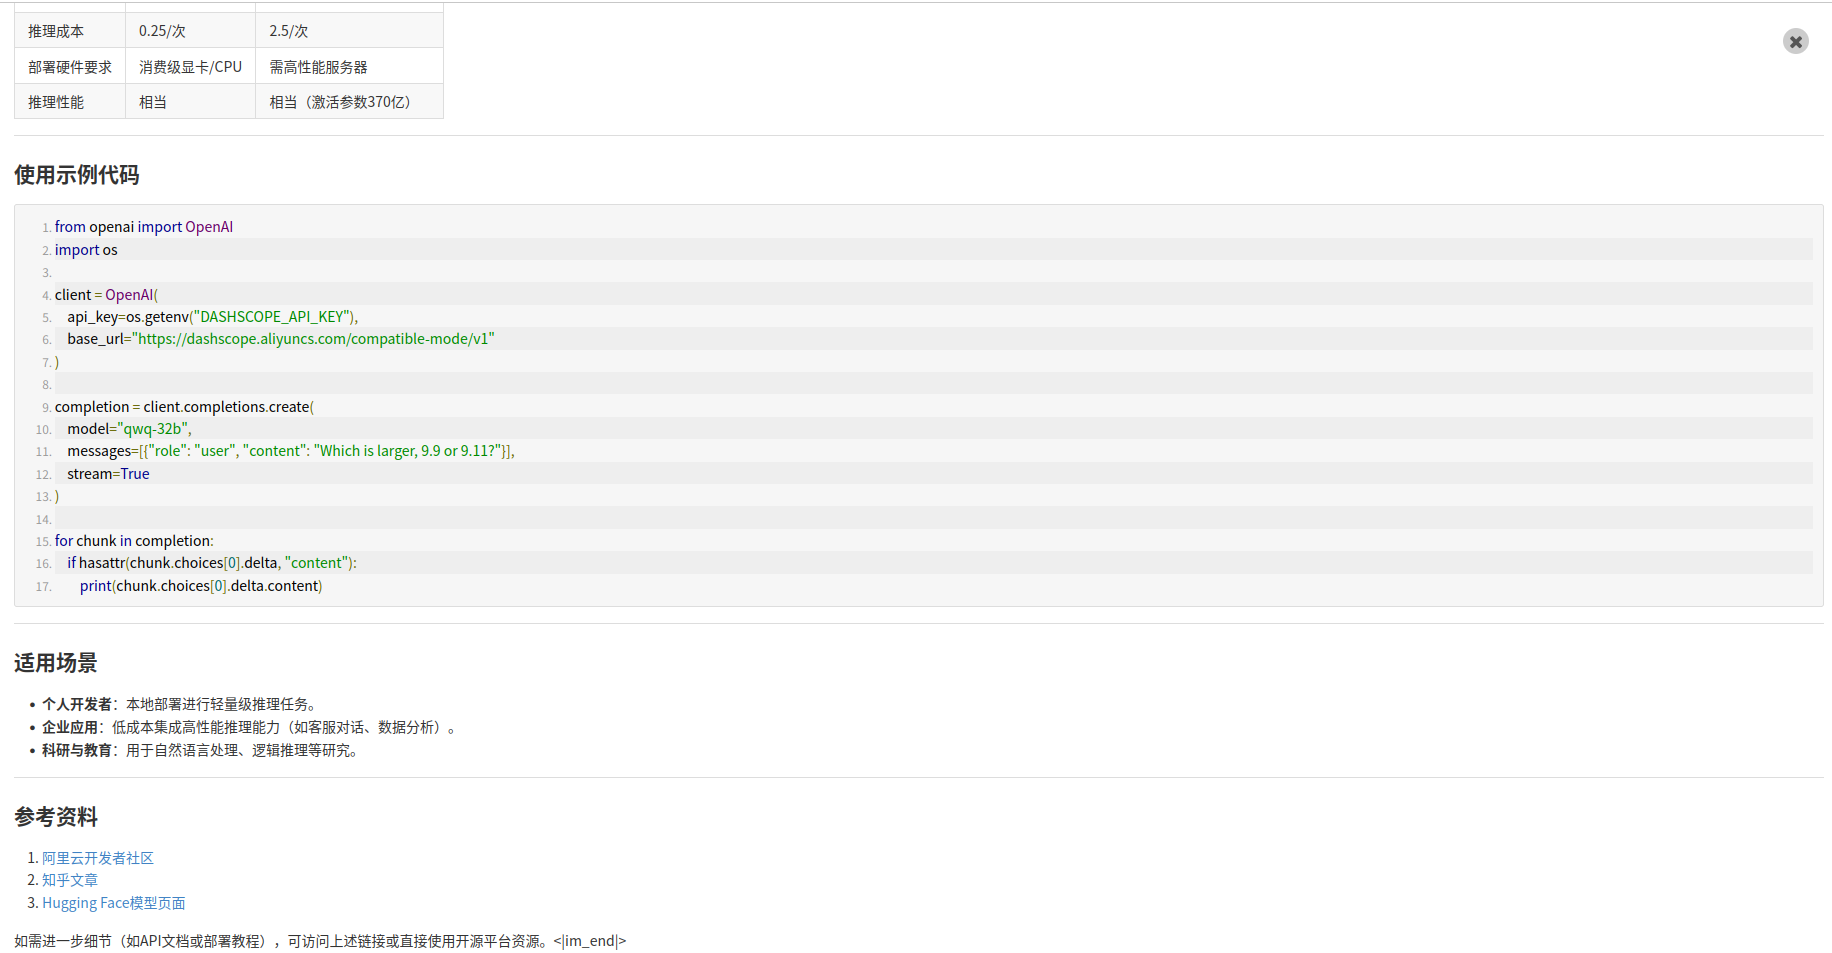 推理成本 0.25/次 2.5/次
部署硬件要求 消费级显卡/CPU 需高性能服务器
推理性能 相当 相当（激活参数370亿）
使用示例代码
1. from openai import OpenAI
2. import os
3.
4. client = OpenAI(
5. api_key=os.getenv("DASHSCOPE_API_KEY"),
6. base_url="https://dashscope.aliyuncs.com/compatible-mode/v1"
7. )
8.
9. completion = client.completions.create(
10. model="qwq-32b",
11. messages=[{"role": "user", "content": "Which is larger, 9.9 or 9.11?"}],
12. stream=True
13. )
14.
15. for chunk in completion:
16. if hasattr(chunk.choices[0].delta, "content"):
17. print(chunk.choices[0].delta.content)
适用场景
• 个人开发者：本地部署进行轻量级推理任务。
• 企业应用：低成本集成高性能推理能力（如客服对话、数据分析）。
• 科研与教育：用于自然语言处理、逻辑推理等研究。
参考资料
1. 阿里云开发者社区
2. 知乎文章
3. Hugging Face模型页面
如需进一步细节（如API文档或部署教程），可访问上述链接或直接使用开源平台资源。<|im_end|>